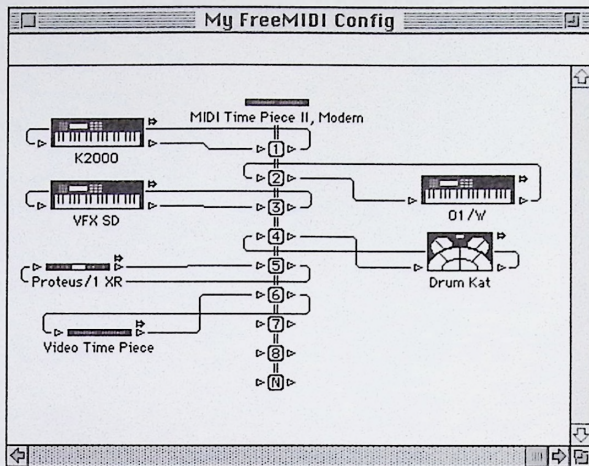 My FreeMIDI Config
MIDI Time Piece II, Modem
1
K2000
2
VFX SD
3
01/W
4
5
Proteus/1 XR
Drum Kat
6
7
Video Time Piece
8
N